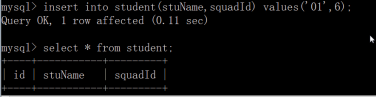 mysql> insert into student(stuName,squadId) values('01',6);
Query OK, 1 row affected (0.11 sec)
mysql> select * from student;
+----+---------+---------+
| id | stuName | squadId |
+----+---------+---------+